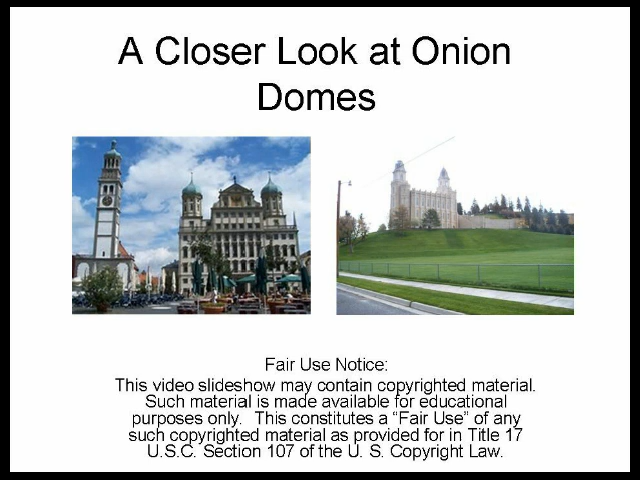 A Closer Look at Onion
Domes
Fair Use Notice:
This video slideshow may contain copyrighted material.
Such material is made available for educational
purposes only.  This constitutes a “Fair Use” of any
such copyrighted material as provided for in Title 17
U.S.C. Section 107 of the U. S. Copyright Law.